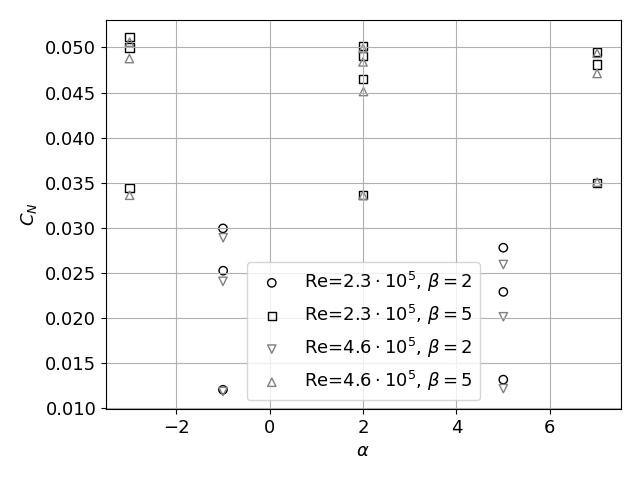 0.050
0.045
0.040
0.035
0.030
0.025
0.020
0.015
0.010
C_N
−2
0
2
4
6
α
Re=2.3 · 10^5, β = 2
Re=2.3 · 10^5, β = 5
Re=4.6 · 10^5, β = 2
Re=4.6 · 10^5, β = 5